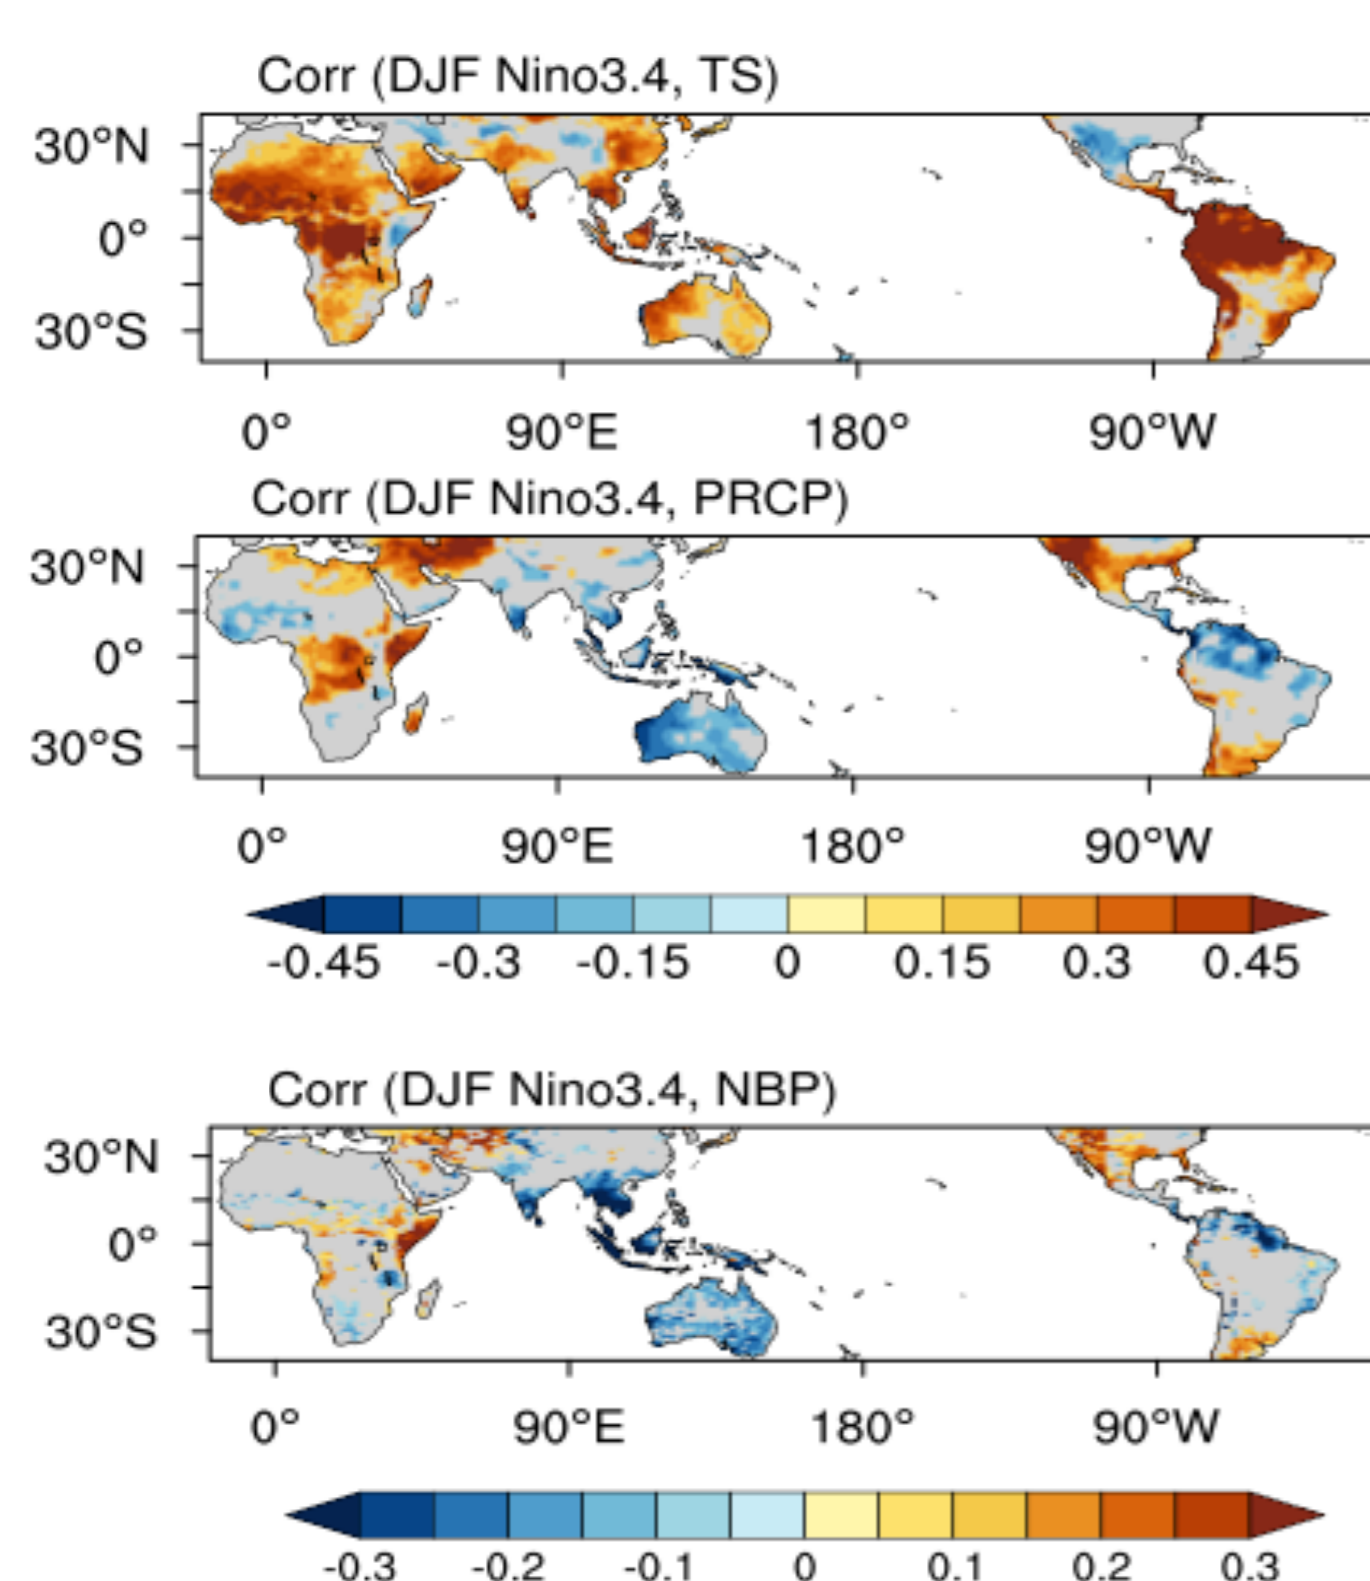 Corr (DJF Nino3.4, TS)
30°N
0°
30°S
0° 90°E 180° 90°W
Corr (DJF Nino3.4, PRCP)
30°N
0°
30°S
0° 90°E 180° 90°W
-0.45 -0.3 -0.15 0 0.15 0.3 0.45
Corr (DJF Nino3.4, NBP)
30°N
0°
30°S
0° 90°E 180° 90°W
-0.3 -0.2 -0.1 0 0.1 0.2 0.3